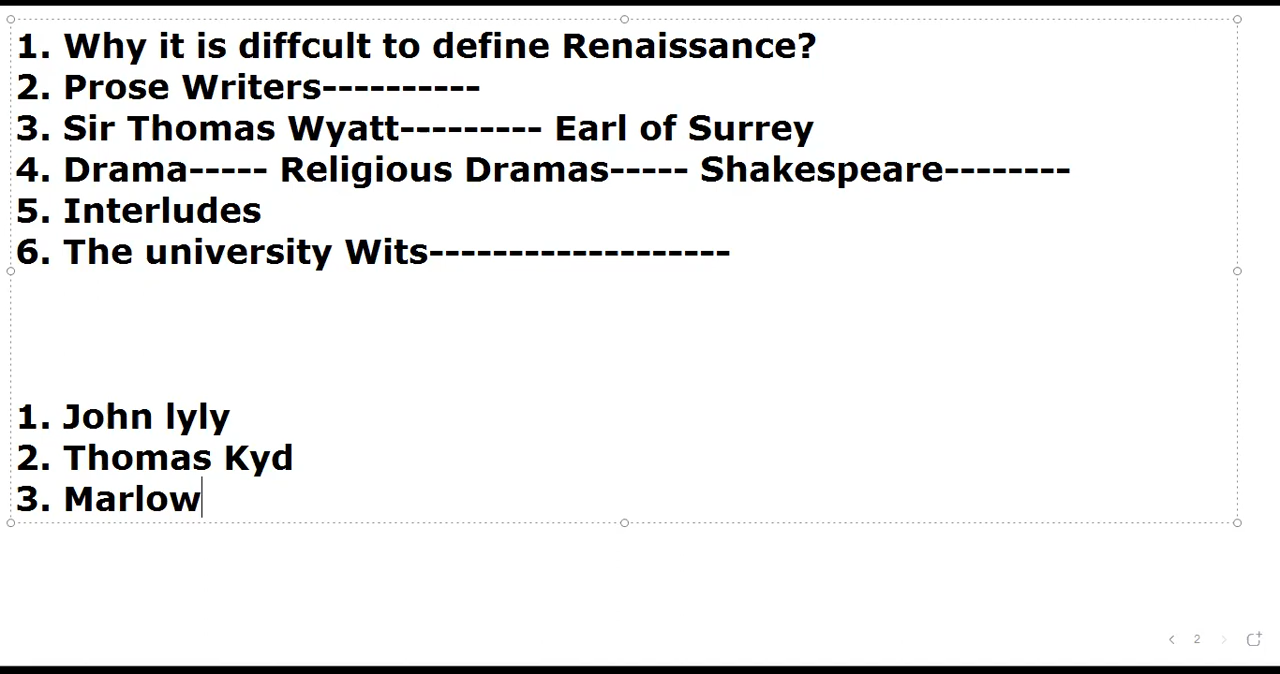 1. Why it is diffcult to define Renaissance?
2. Prose Writers----------
3. Sir Thomas Wyatt--------- Earl of Surrey
4. Drama----- Religious Dramas----- Shakespeare--------
5. Interludes
6. The university Wits-------------------
1. John lyly
2. Thomas Kyd
3. Marlow
2